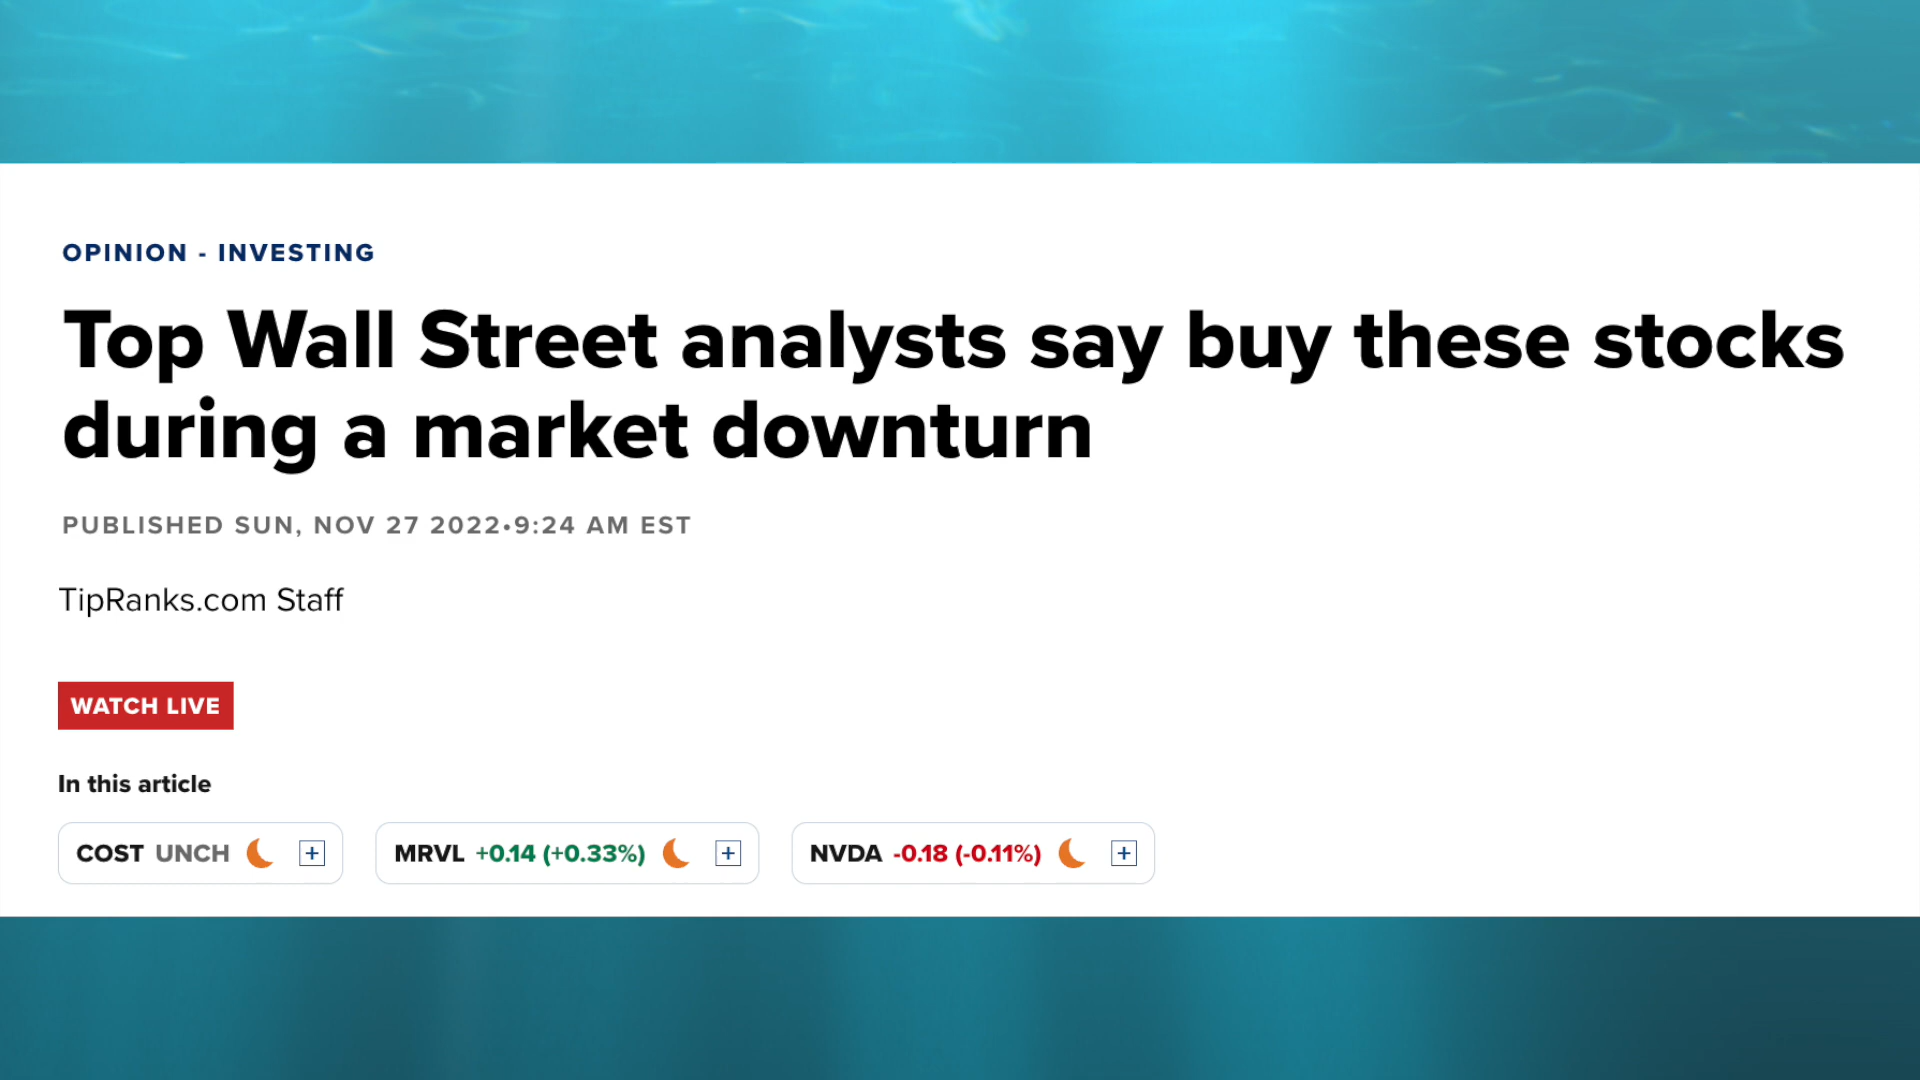 OPINION - INVESTING
Top Wall Street analysts say buy these stocks
during a market downturn
PUBLISHED SUN, NOV 27 2022•9:24 AM EST
TipRanks.com Staff
WATCH LIVE
In this article
COST UNCH
MRVL +0.14 (+0.33%)
NVDA -0.18 (-0.11%)